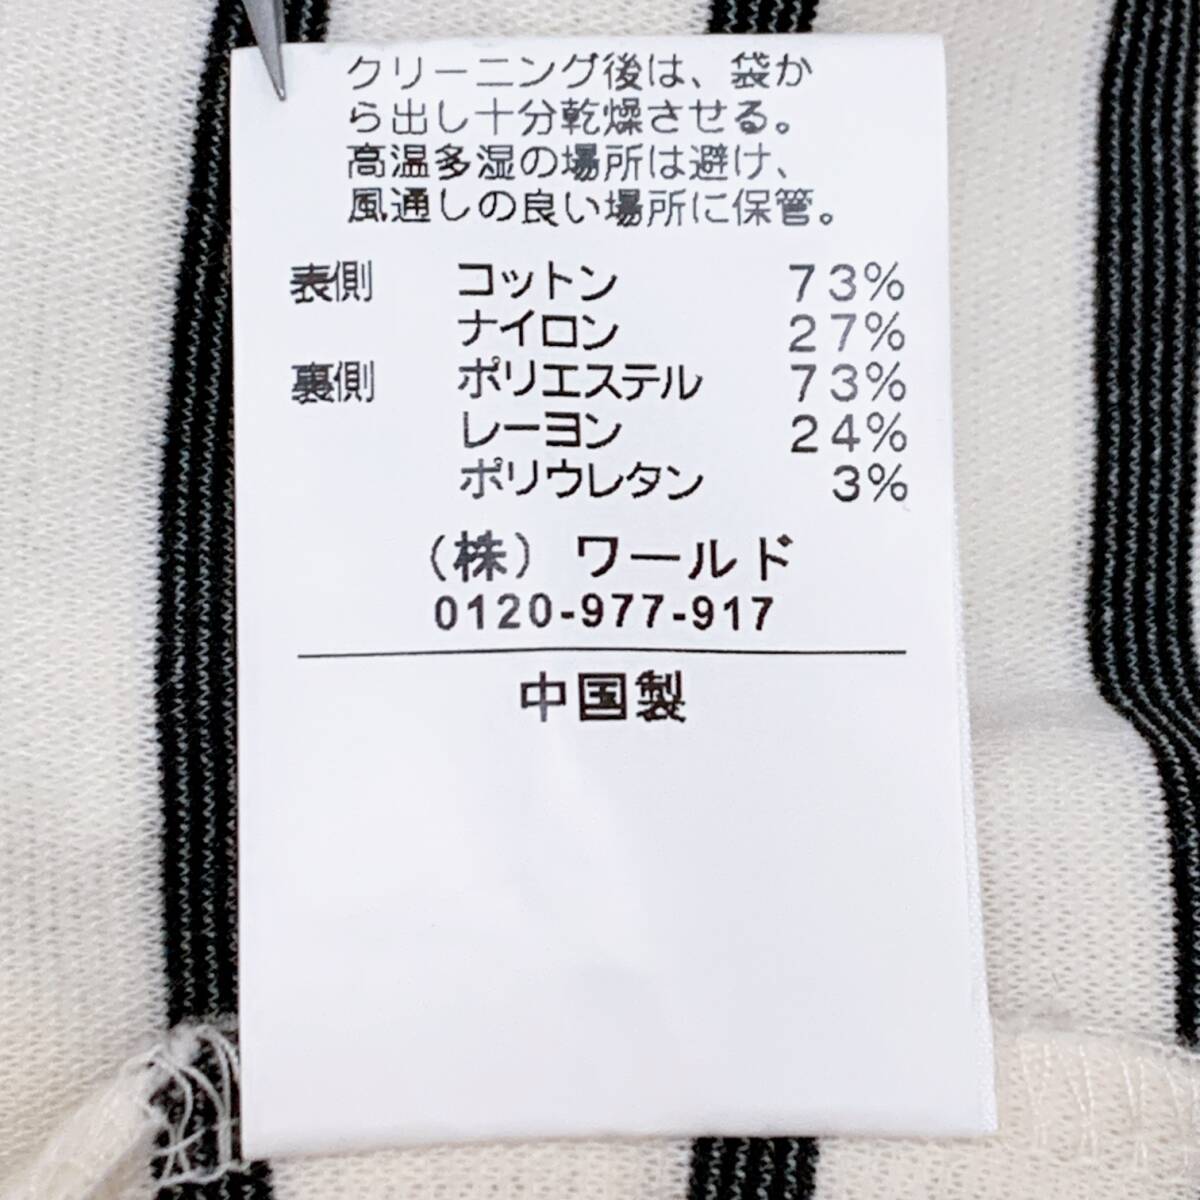 クリーニング後は、袋か
ら出し十分乾燥させる。
高温多湿の場所は避け、
風通しの良い場所に保管。
表側 コットン 73%
ナイロン 27%
裏側 ポリエステル 73%
レーヨン 24%
ポリウレタン 3%
（株）ワールド
0120-977-917
中国製